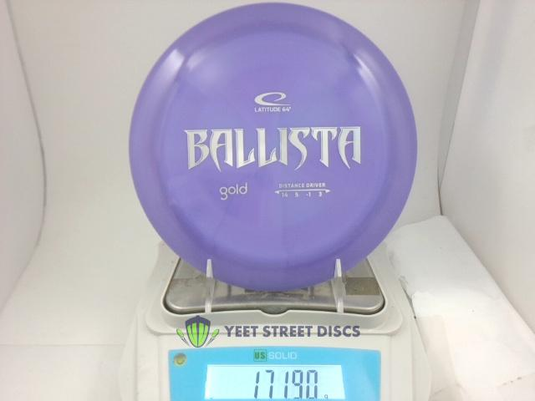 LATITUDE 64°
BALLISTA
gold
DISTANCE DRIVER
14 5 -1 3
YEET STREET DISCS
US SOLID
171.90